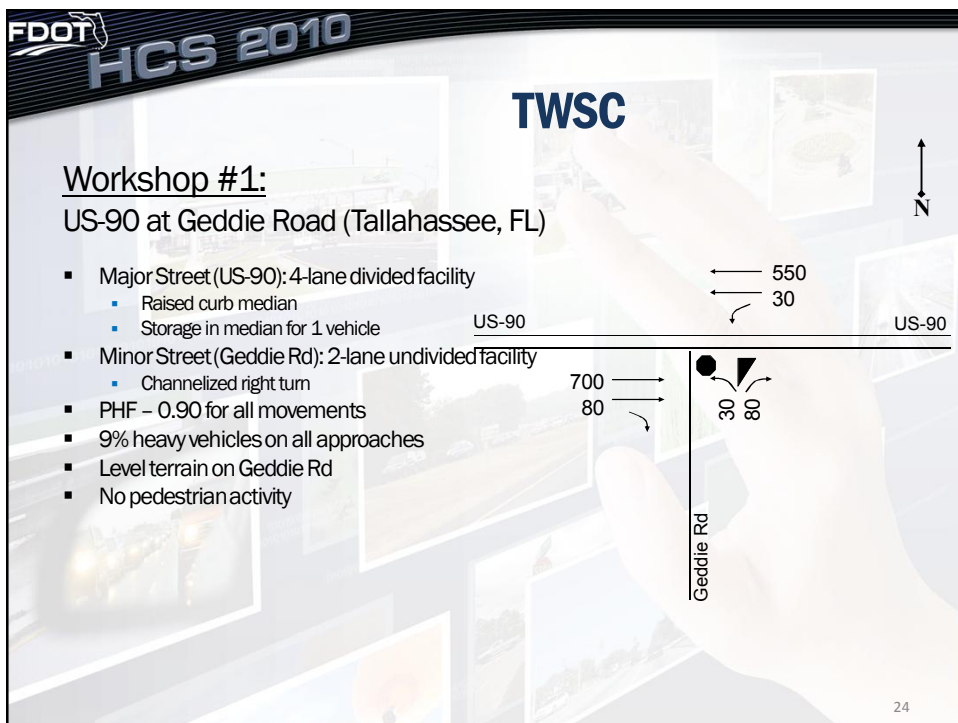 FDOT
HCS 2010
TWSC
Workshop #1:
US-90 at Geddie Road (Tallahassee, FL)
N
▪ Major Street (US-90): 4-lane divided facility
▪ Raised curb median
▪ Storage in median for 1 vehicle
▪ Minor Street (Geddie Rd): 2-lane undivided facility
▪ Channelized right turn
▪ PHF – 0.90 for all movements
▪ 9% heavy vehicles on all approaches
▪ Level terrain on Geddie Rd
▪ No pedestrian activity
550
30
US-90
US-90
700
80
30
80
Geddie Rd
24